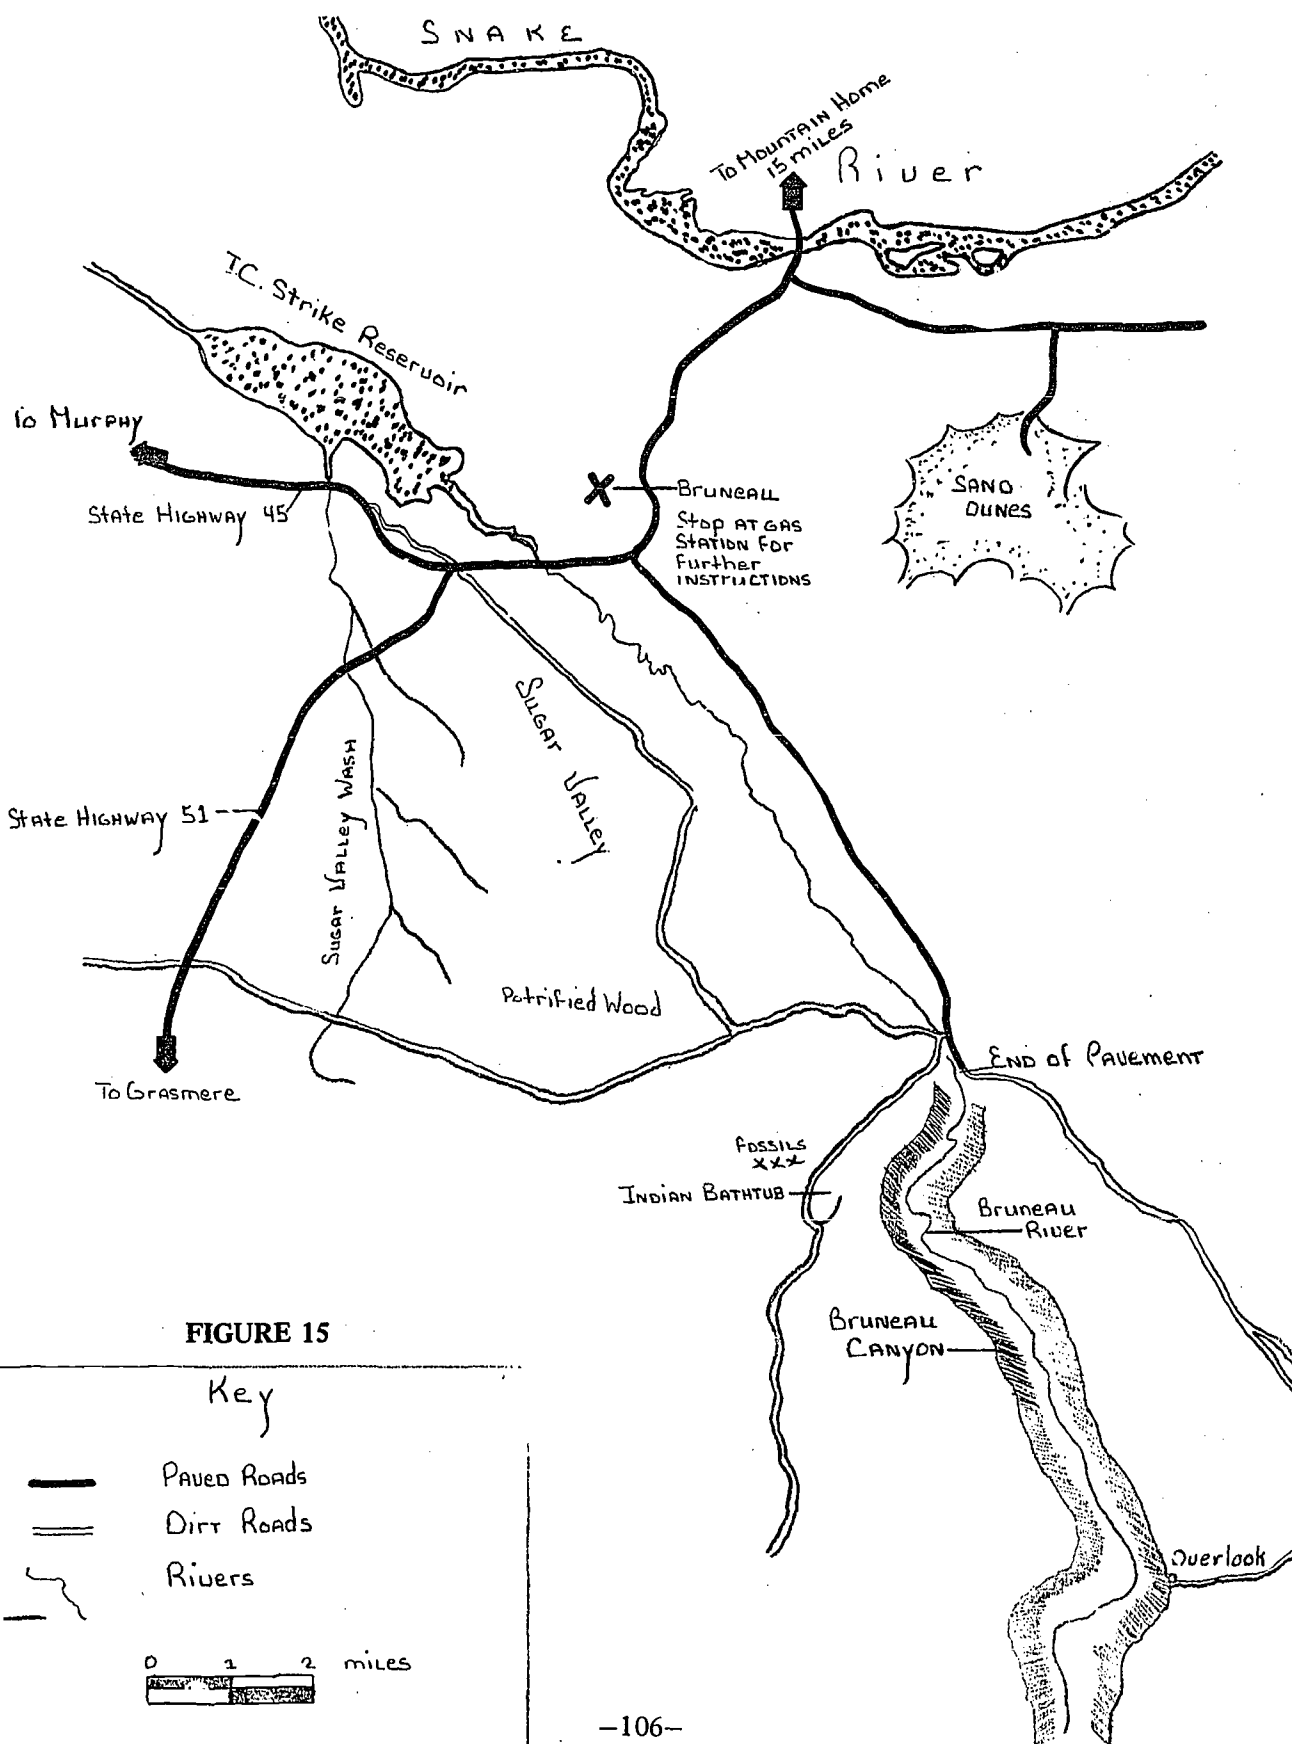 SNAKE
To Mountain Home
15 miles
River
T.C. Strike Reservoir
To Murphy
State Highway 45
Bruneau
Stop at gas
station for
further
instructions
SAND
DUNES
Sugar Valley
State Highway 51
Sugar Valley Wash
Potrified Wood
To Grasmere
End of Pavement
Fossils
xxx
Indian Bathtub
Bruneau
River
Bruneau
Canyon
Overlook
FIGURE 15
Key
Paved Roads
Dirt Roads
Rivers
0 1 2 miles
–106–